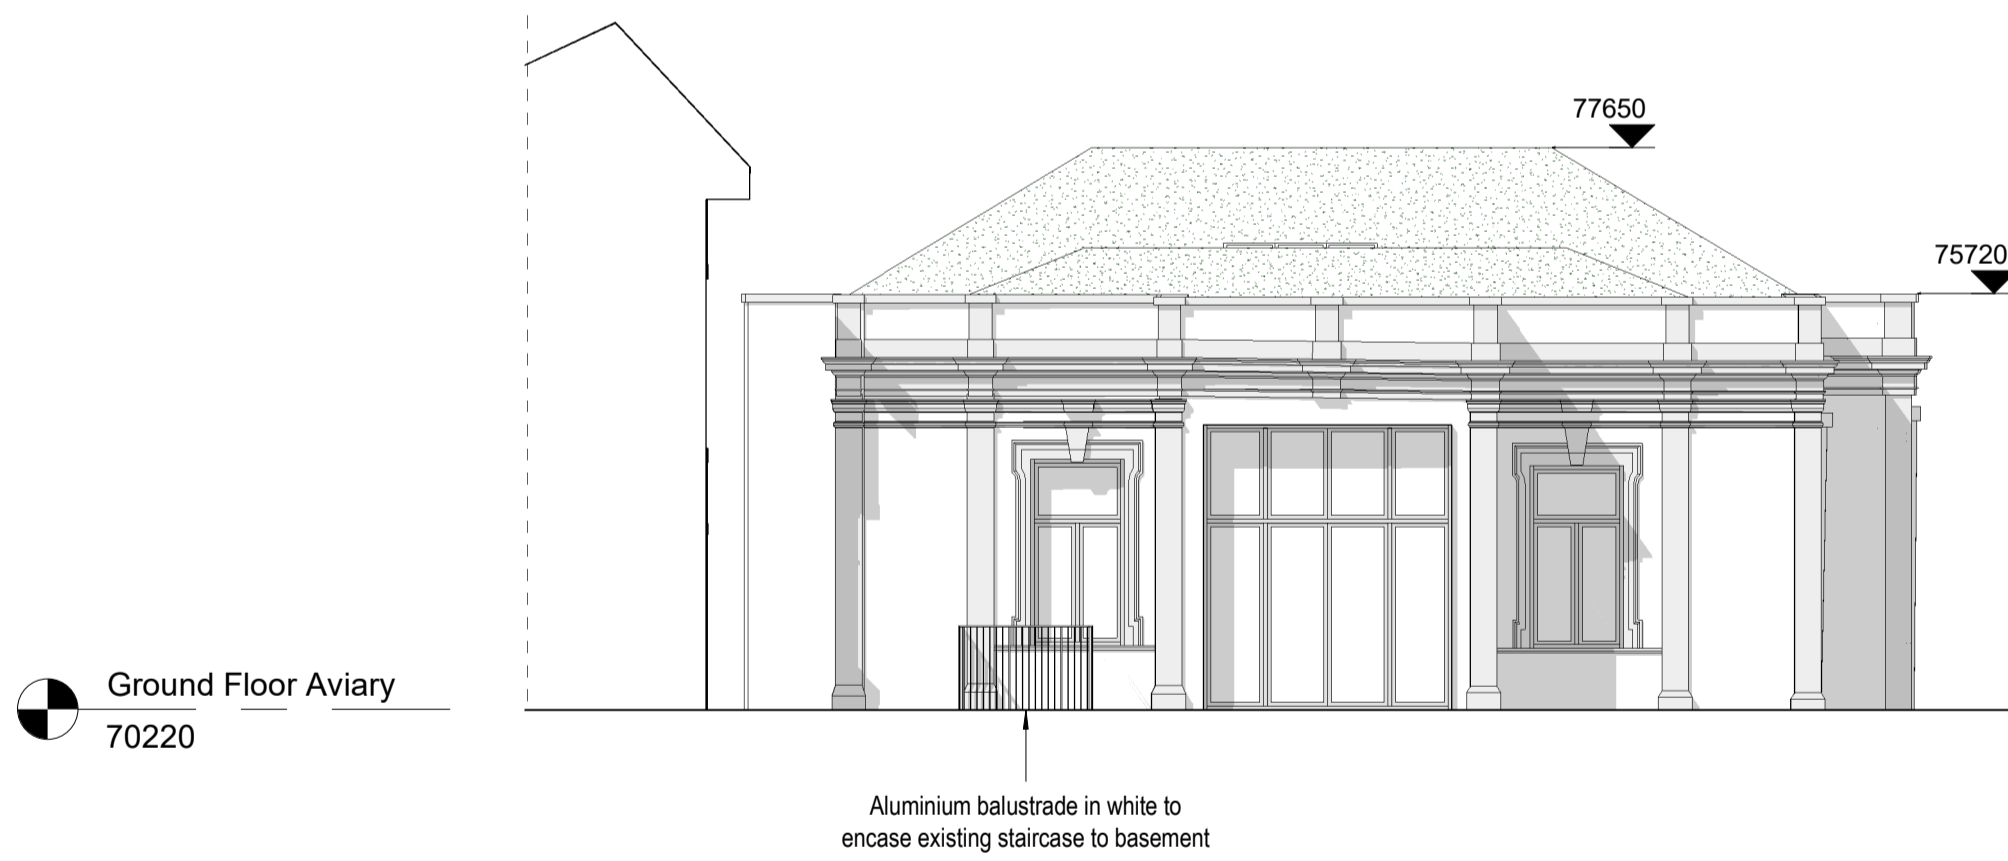 77650
75720
Ground Floor Aviary
70220
Aluminium balustrade in white to
encase existing staircase to basement